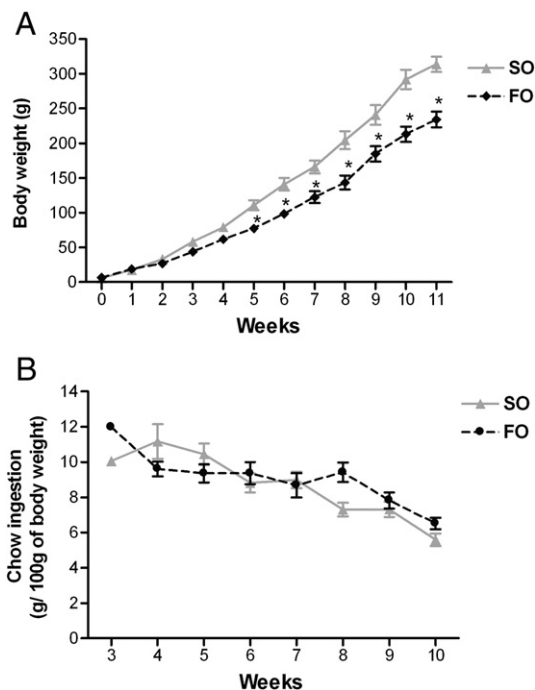 A
350
300
250
200
150
100
50
0
Body weight (g)
* * * * * * *
0 1 2 3 4 5 6 7 8 9 10 11
Weeks
SO
FO
B
14
12
10
8
6
4
2
0
Chow ingestion
(g/ 100g of body weight)
3 4 5 6 7 8 9 10
Weeks
SO
FO